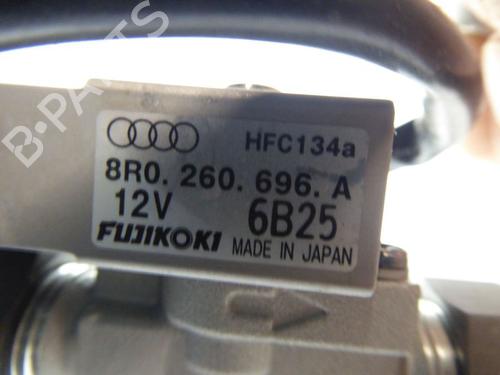 B-PARTS
HFC134a
8R0. 260. 696. A
12V 6B25
FUJIKOKI MADE IN JAPAN